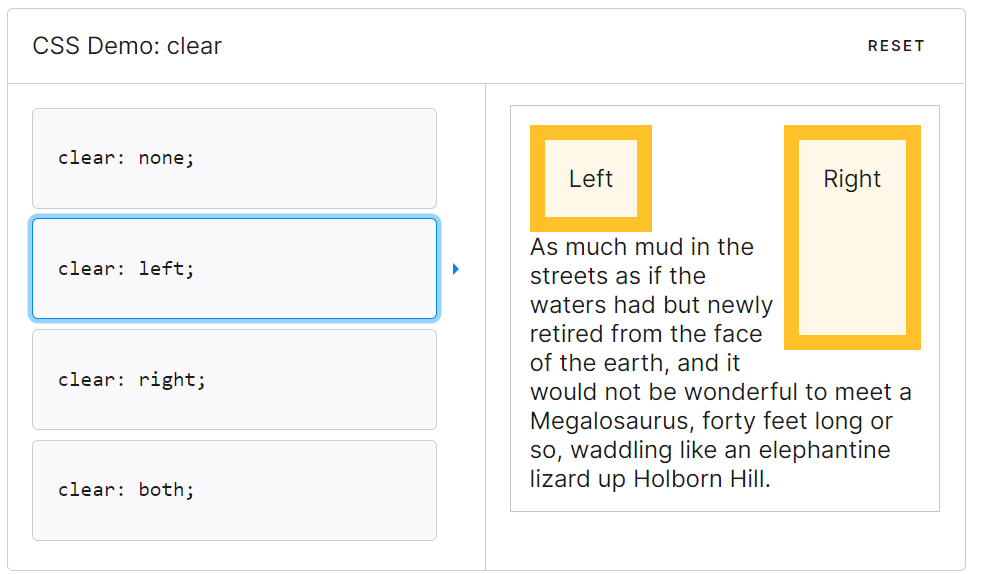 CSS Demo: clear
RESET
clear: none;
clear: left;
clear: right;
clear: both;
Left
Right
As much mud in the
streets as if the
waters had but newly
retired from the face
of the earth, and it
would not be wonderful to meet a
Megalosaurus, forty feet long or
so, waddling like an elephantine
lizard up Holborn Hill.